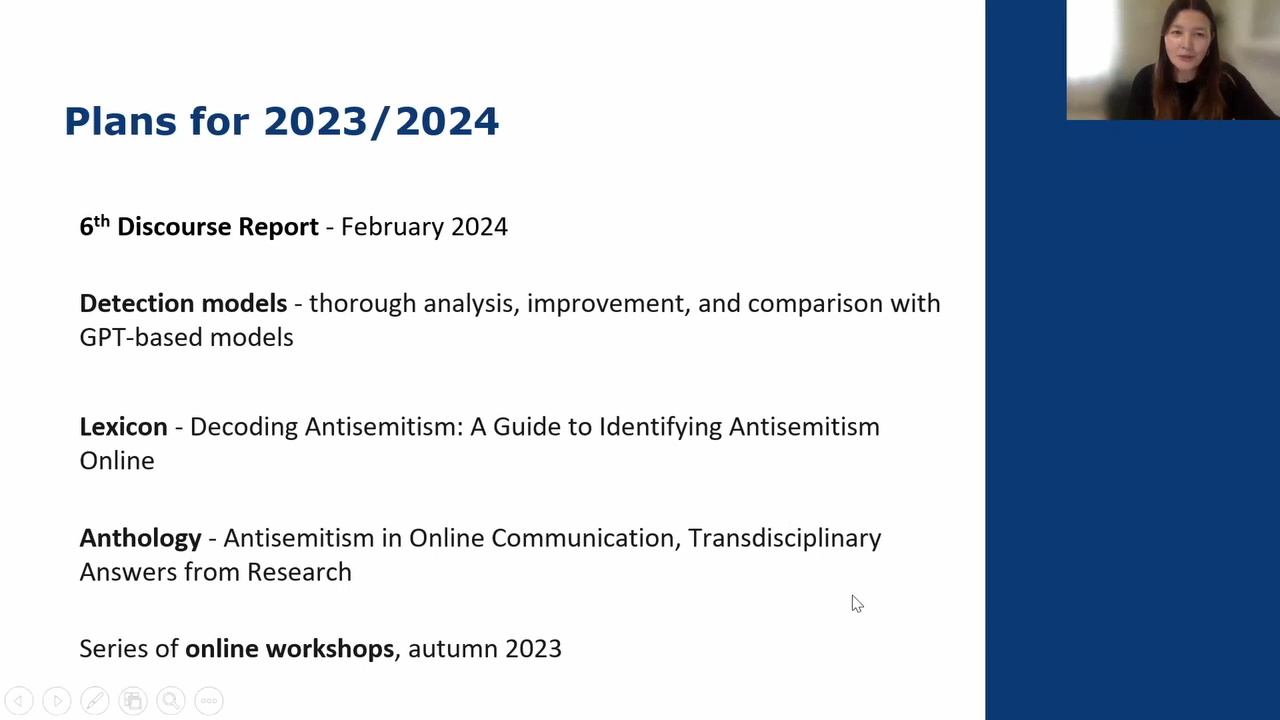 Plans for 2023/2024
6th Discourse Report - February 2024
Detection models - thorough analysis, improvement, and comparison with
GPT-based models
Lexicon - Decoding Antisemitism: A Guide to Identifying Antisemitism
Online
Anthology - Antisemitism in Online Communication, Transdisciplinary
Answers from Research
Series of online workshops, autumn 2023